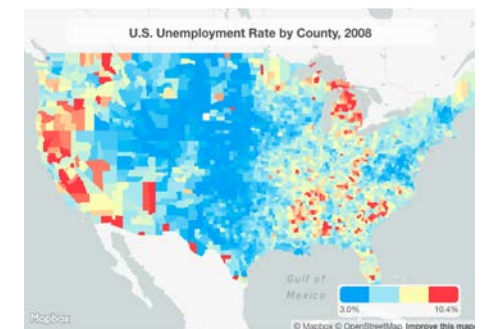 U.S. Unemployment Rate by County, 2008
Gulf of
Mexico
3.0% 10.4%
Mapbox
© Mapbox © OpenStreetMap Improve this map